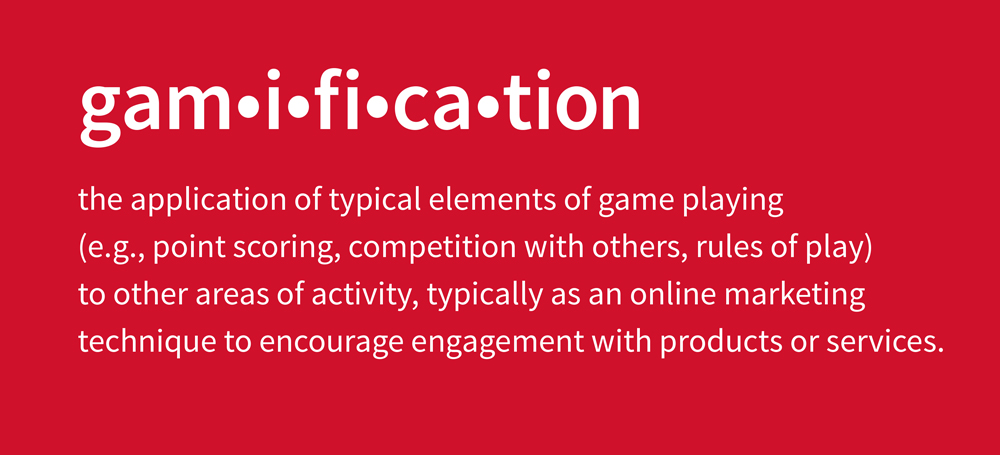 gam•i•fi•ca•tion
the application of typical elements of game playing
(e.g., point scoring, competition with others, rules of play)
to other areas of activity, typically as an online marketing
technique to encourage engagement with products or services.